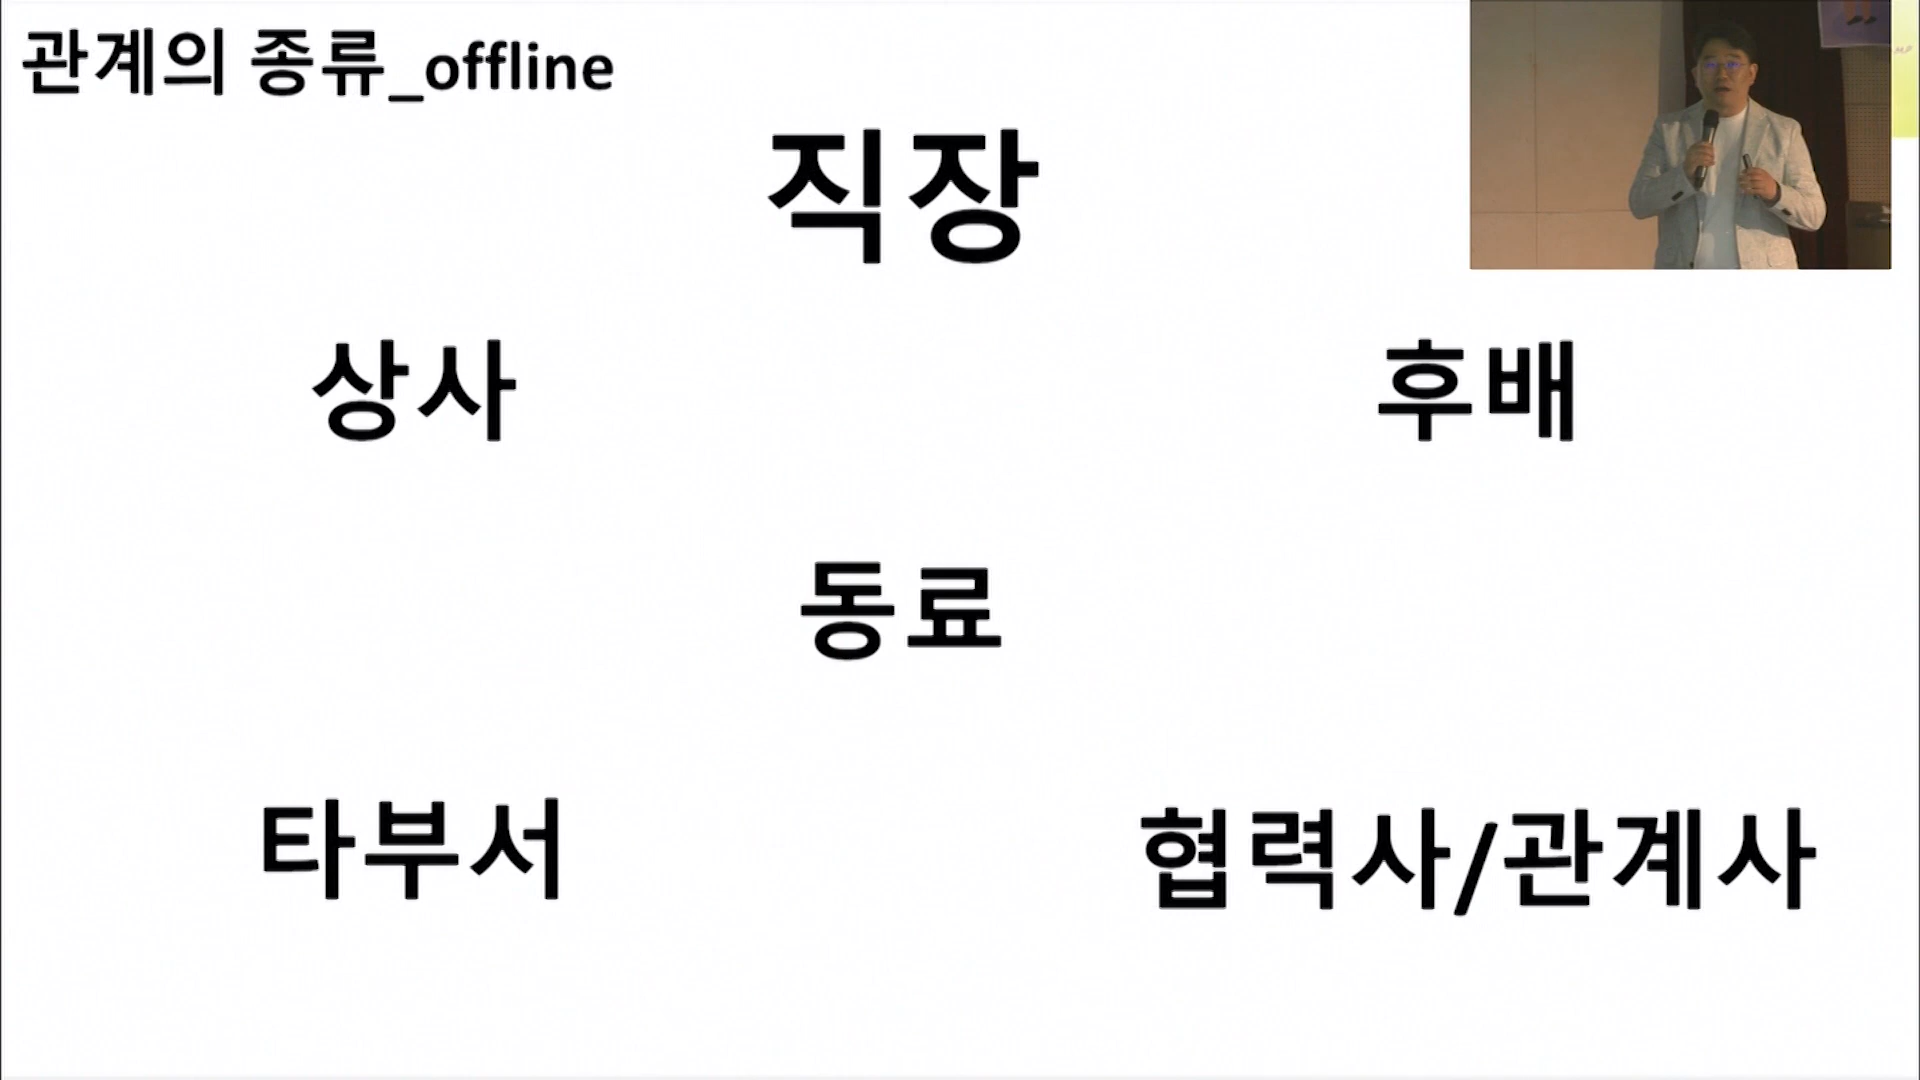 관계의 종류_offline
직장
상사
후배
동료
타부서
협력사/관계사